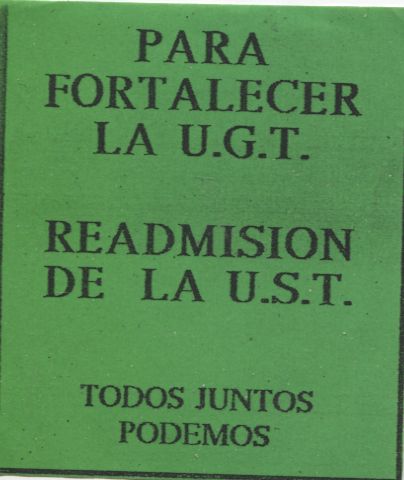 PARA
FORTALECER
LA U.G.T.
READMISION
DE LA U.S.T.
TODOS JUNTOS
PODEMOS